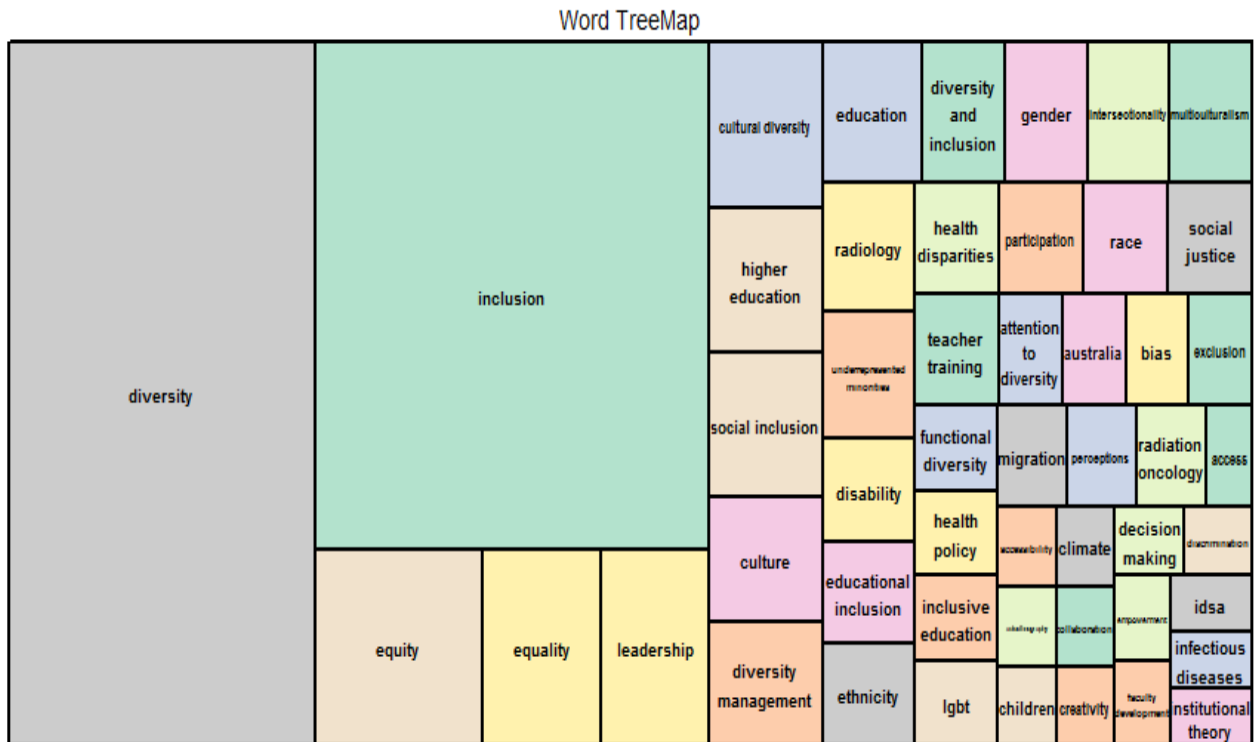 Word TreeMap
diversity
inclusion
equity
equality
leadership
cultural diversity
higher
education
social inclusion
culture
diversity
management
education
radiology
underrepresented
minorities
disability
educational
inclusion
ethnicity
diversity
and
inclusion
gender
intersectionality
multiculturalism
health
disparities
participation
race
social
justice
teacher
training
attention
to
diversity
australia
bias
exclusion
functional
diversity
migration
perceptions
radiation
oncology
access
health
policy
inclusive
education
lgbt
accessibility
climate
decision
making
discrimination
collaboration
empowerment
idsa
infectious
diseases
children
creativity
faculty
development
nstitutional
theory